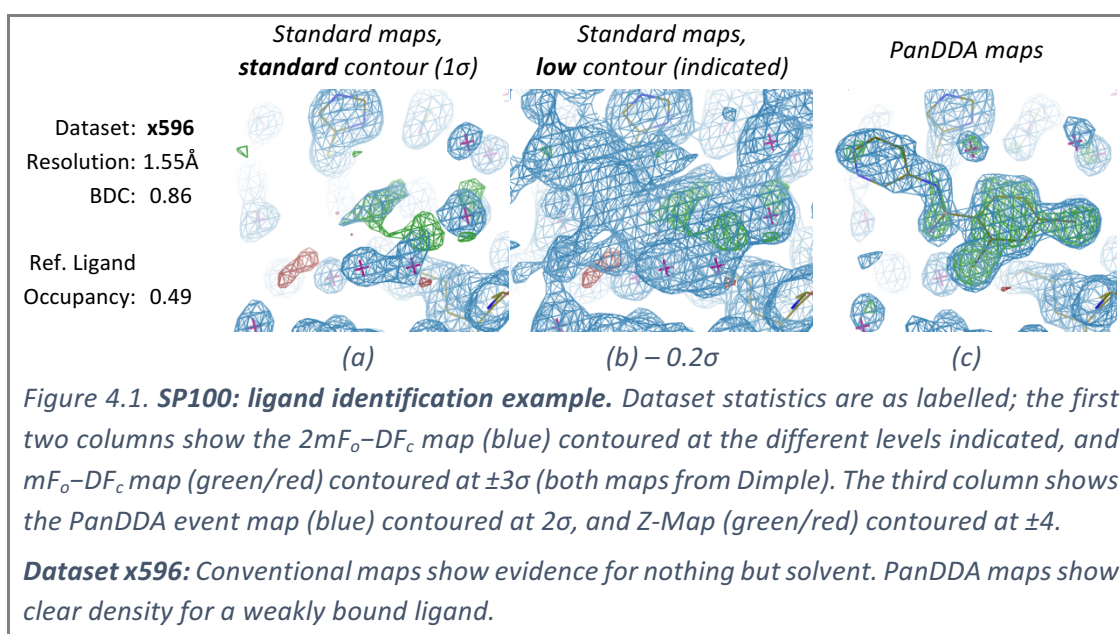 Standard maps,
standard contour (1σ)
Standard maps,
low contour (indicated)
PanDDA maps
Dataset: x596
Resolution: 1.55Å
BDC: 0.86
Ref. Ligand
Occupancy: 0.49
(a)
(b) – 0.2σ
(c)
Figure 4.1. SP100: ligand identification example. Dataset statistics are as labelled; the first
two columns show the 2mFo−DFc map (blue) contoured at the different levels indicated, and
mFo−DFc map (green/red) contoured at ±3σ (both maps from Dimple). The third column shows
the PanDDA event map (blue) contoured at 2σ, and Z-Map (green/red) contoured at ±4.
Dataset x596: Conventional maps show evidence for nothing but solvent. PanDDA maps show
clear density for a weakly bound ligand.